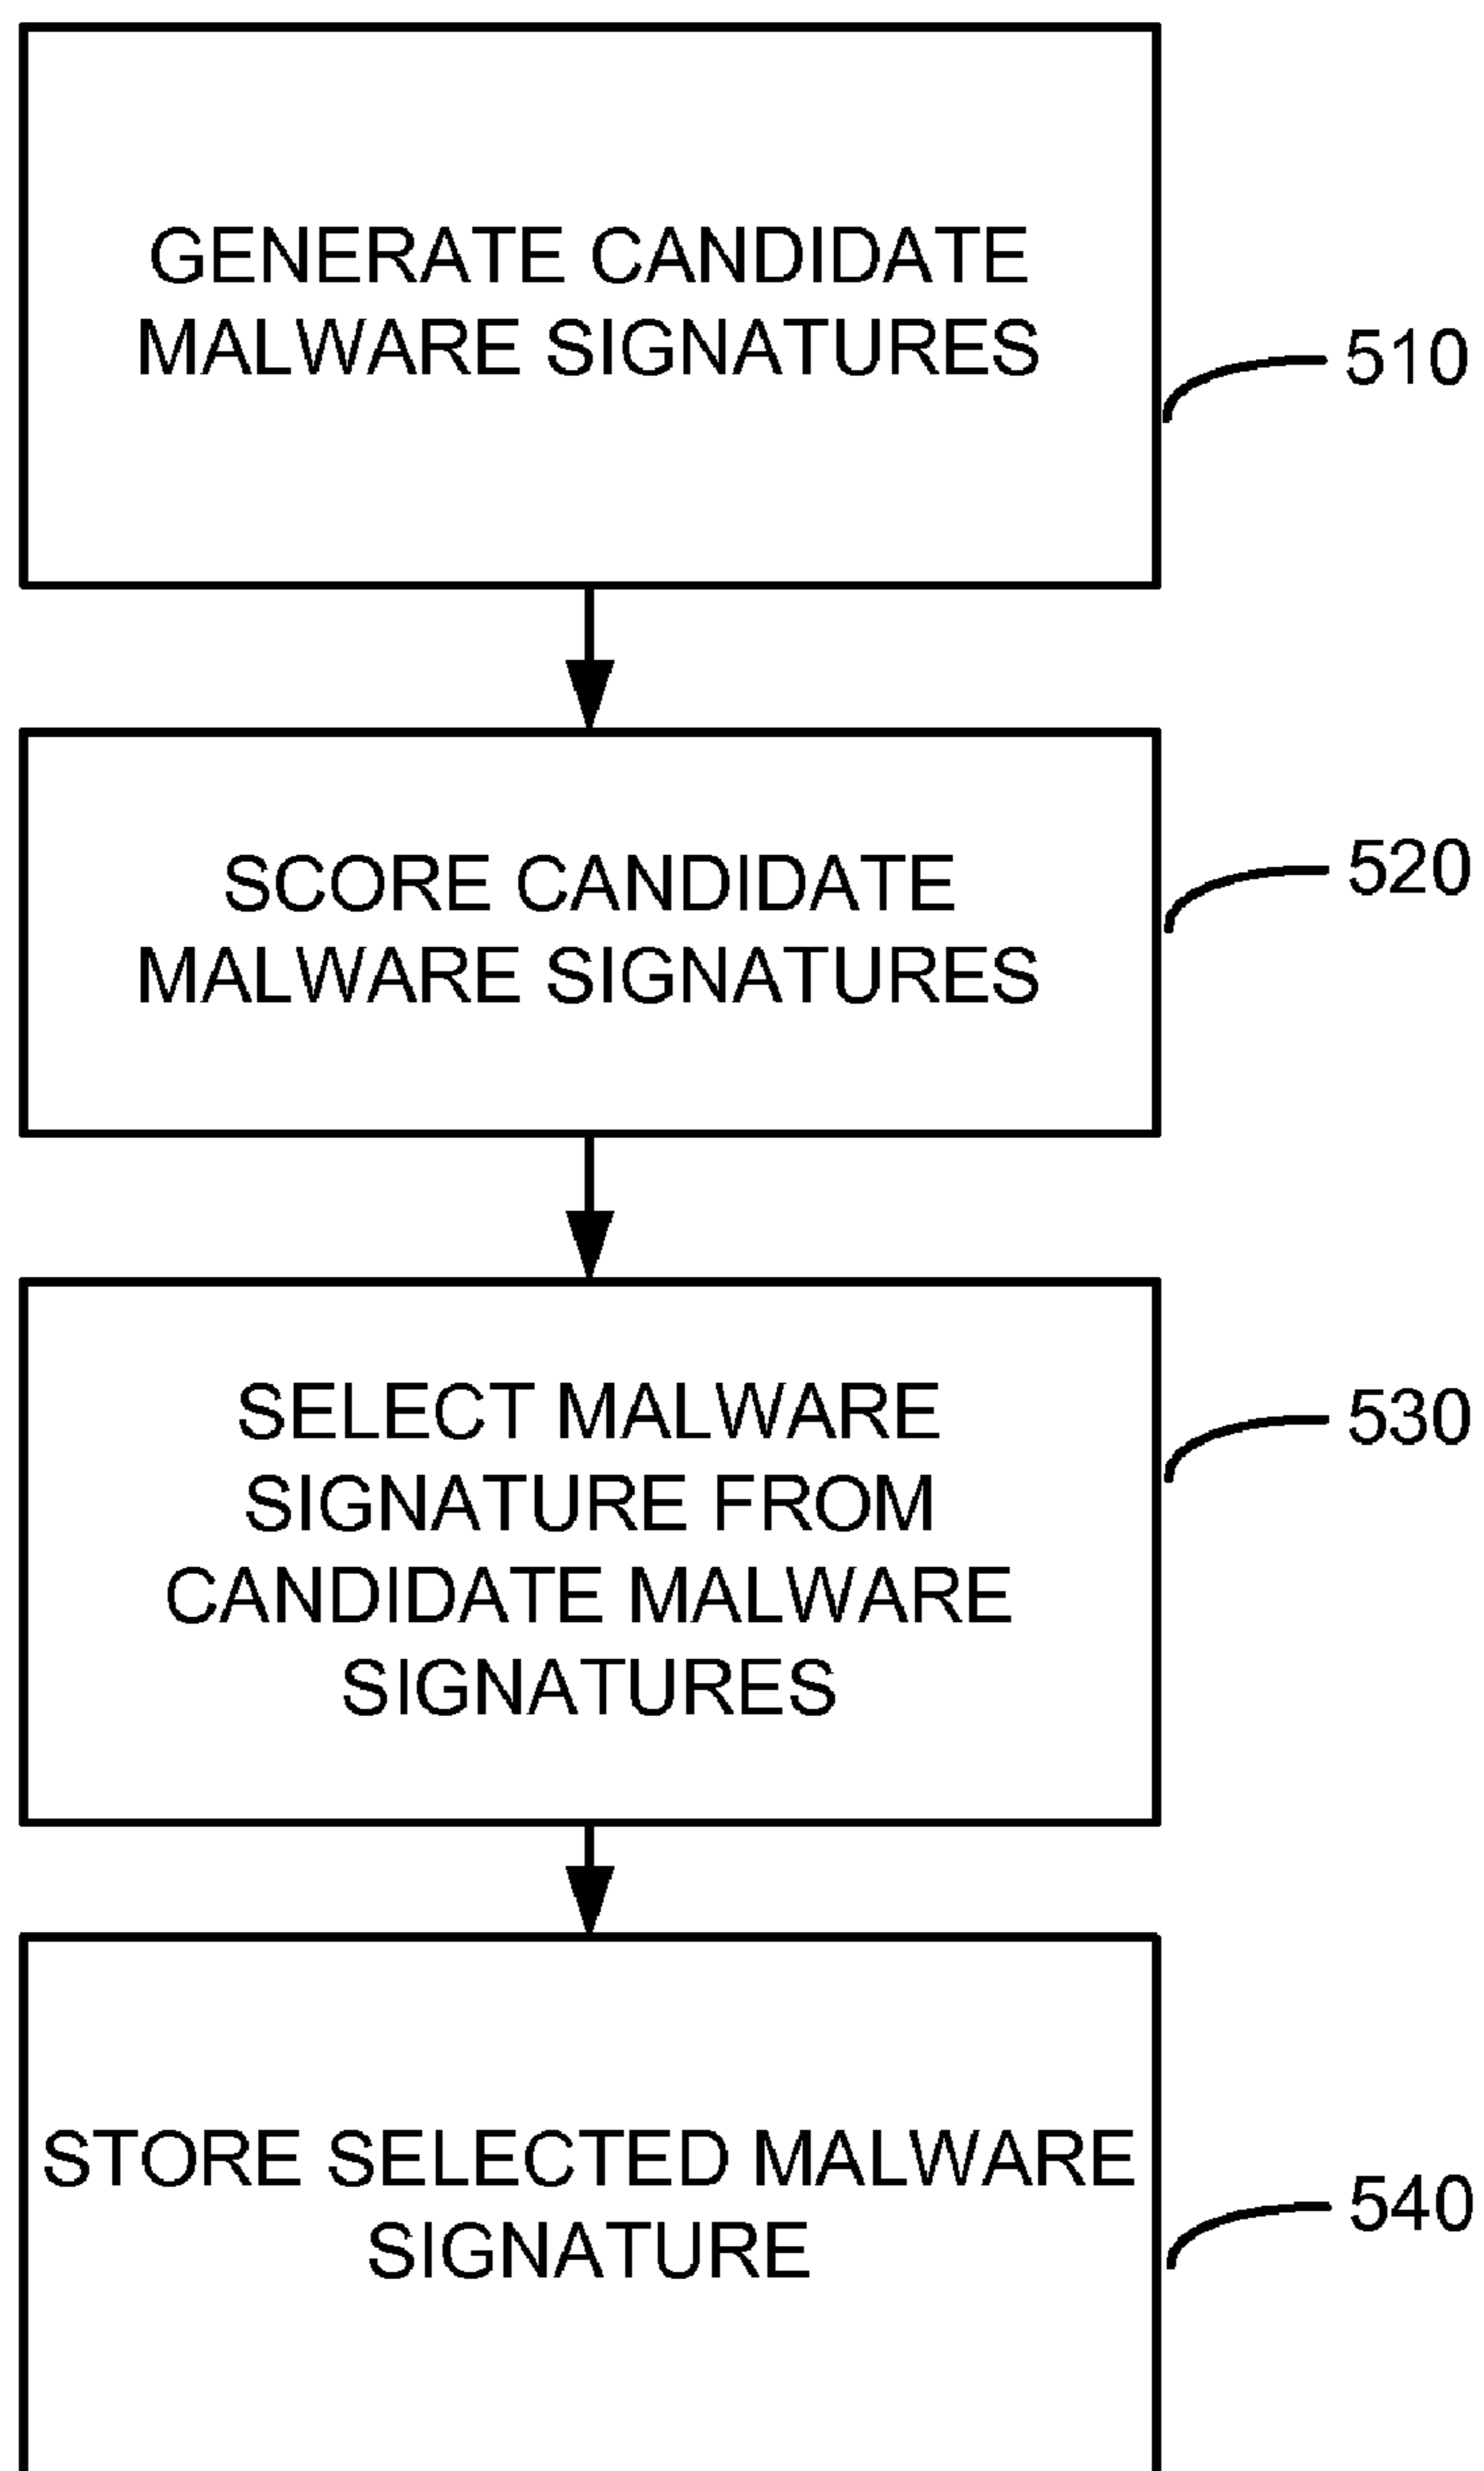 GENERATE CANDIDATE
MALWARE SIGNATURES
510
SCORE CANDIDATE
MALWARE SIGNATURES
520
SELECT MALWARE
SIGNATURE FROM
CANDIDATE MALWARE
SIGNATURES
530
STORE SELECTED MALWARE
SIGNATURE
540